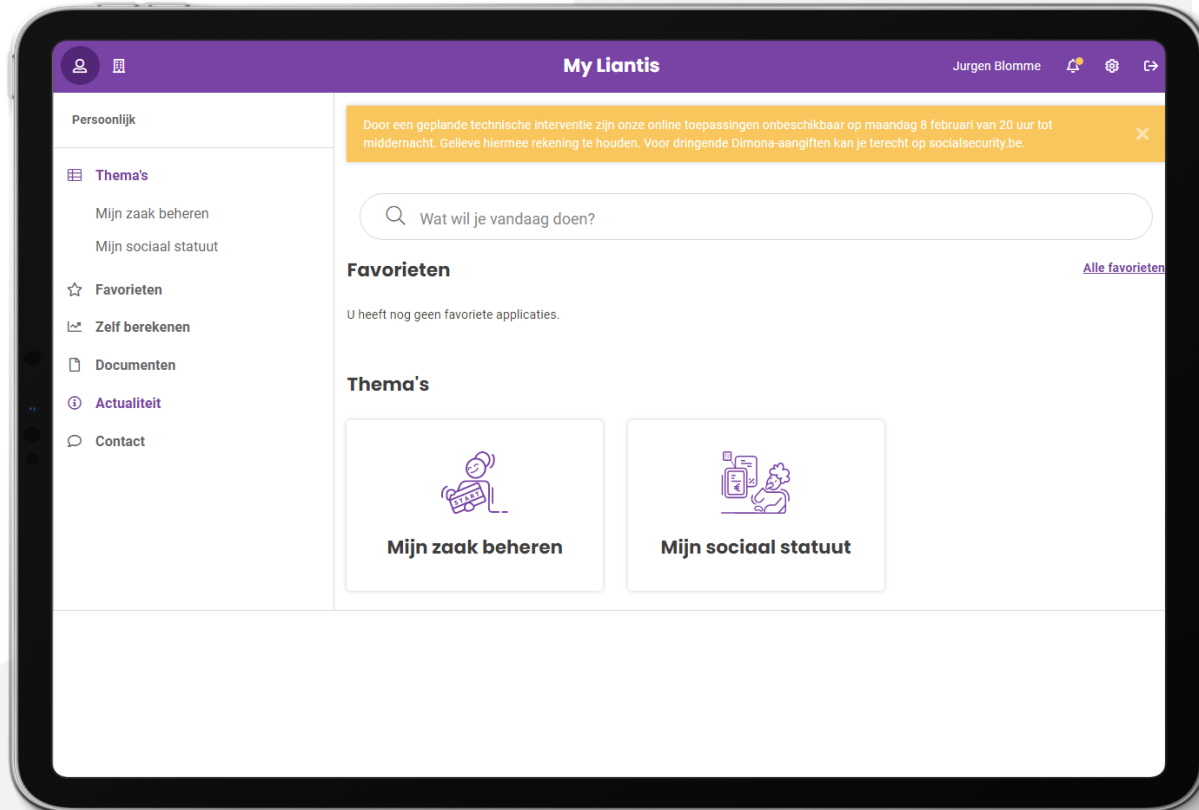 My Liantis
Jurgen Blomme
Persoonlijk
Thema's
Mijn zaak beheren
Mijn sociaal statuut
Favorieten
Zelf berekenen
Documenten
Actualiteit
Contact
Door een geplande technische interventie zijn onze online toepassingen onbeschikbaar op maandag 8 februari van 20 uur tot
middernacht. Gelieve hiermee rekening te houden. Voor dringende Dimona-aangiften kan je terecht op socialsecurity.be.
Wat wil je vandaag doen?
Favorieten
Alle favorieten
U heeft nog geen favoriete applicaties.
Thema's
START
Mijn zaak beheren
Mijn sociaal statuut